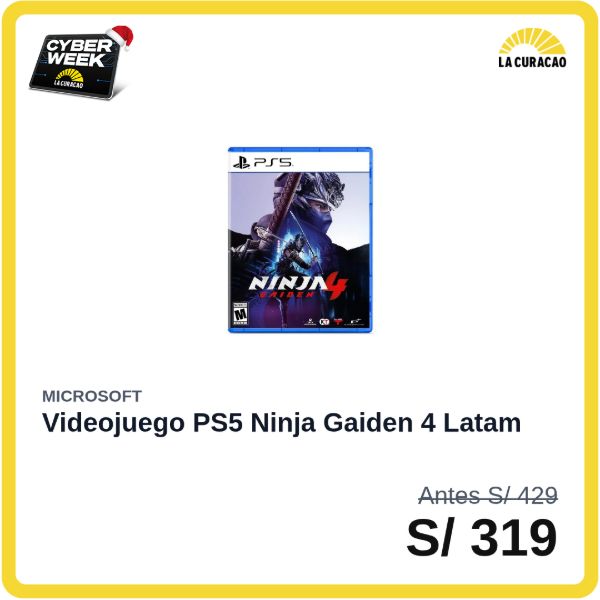 CYBER
WEEK
LA CURACAO
LA CURACAO
PS5
NINJA 4
GAIDEN
M
MICROSOFT
Videojuego PS5 Ninja Gaiden 4 Latam
Antes S/ 429
S/ 319